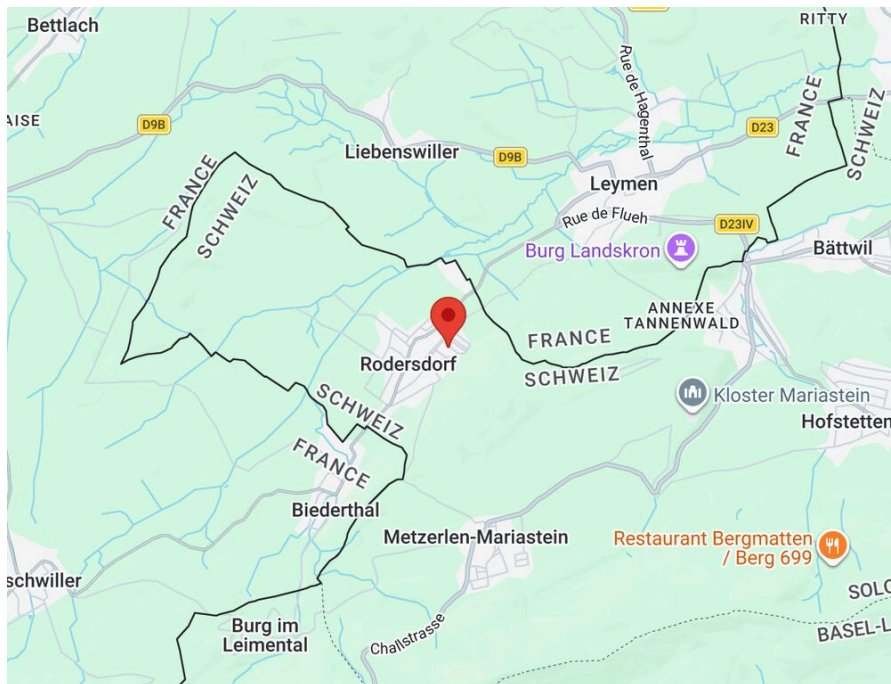 Bettlach
RITTY
Rue de Hagenthal
AISE
D9B
D23
FRANCE
SCHWEIZ
Liebenswiller
D9B
FRANCE
SCHWEIZ
Leymen
Rue de Flueh
D23IV
Burg Landskron
Bättwil
ANNEXE
TANNENWALD
FRANCE
SCHWEIZ
Rodersdorf
Kloster Mariastein
SCHWEIZ
FRANCE
Hofstetten
Biederthal
Metzerlen-Mariastein
Restaurant Bergmatten
/ Berg 699
schwiller
SOLO
Burg im
Leimental
Challstrasse
BASEL-L